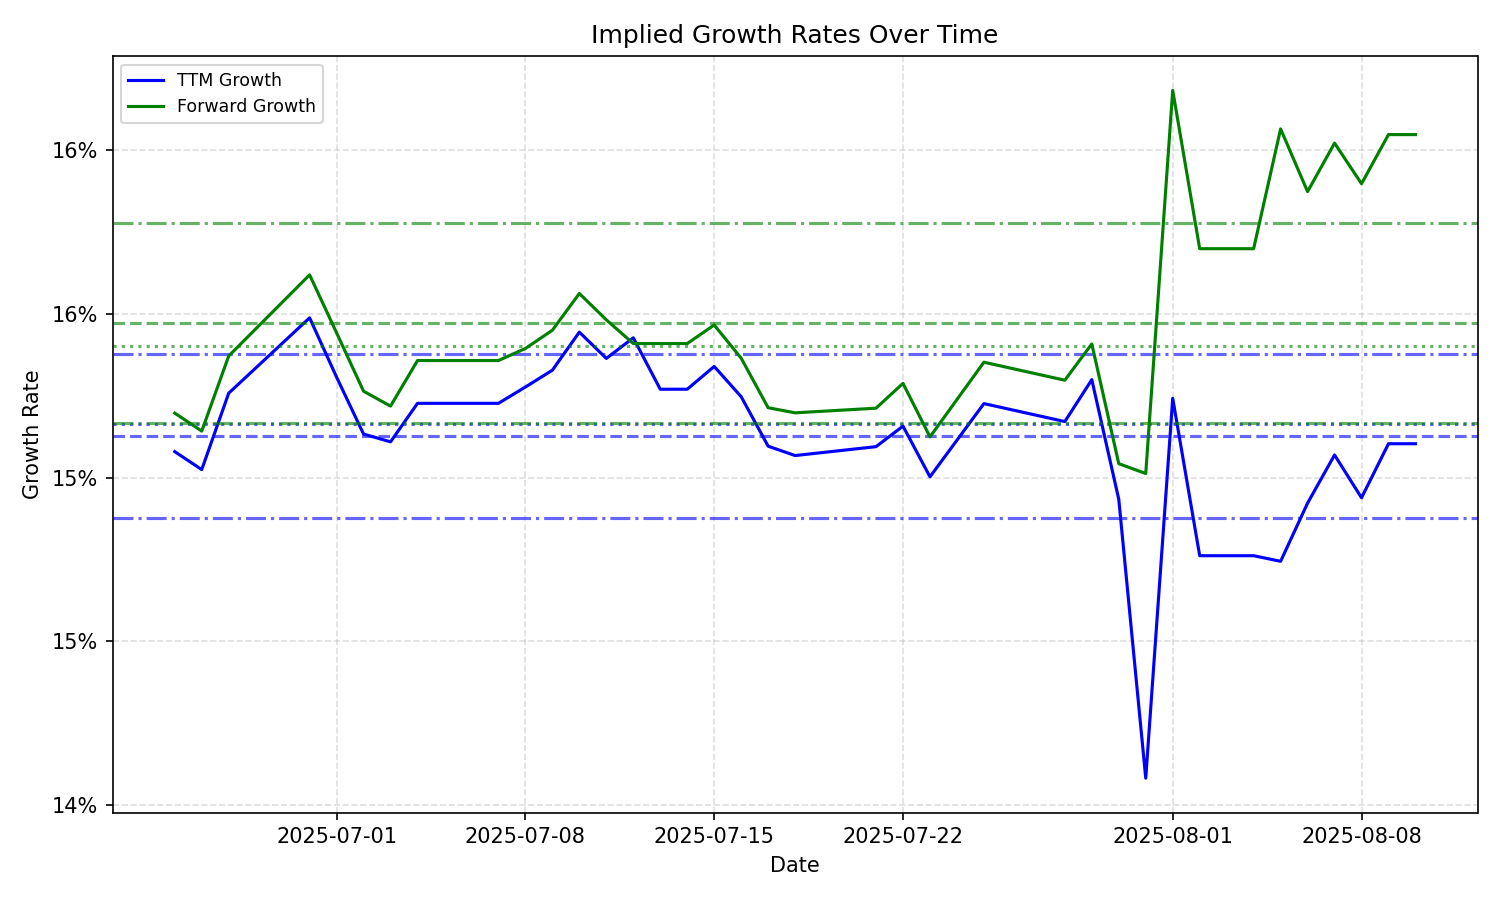 Implied Growth Rates Over Time
TTM Growth
Forward Growth
16%
16%
15%
15%
14%
Growth Rate
2025-07-01
2025-07-08
2025-07-15
2025-07-22
2025-08-01
2025-08-08
Date